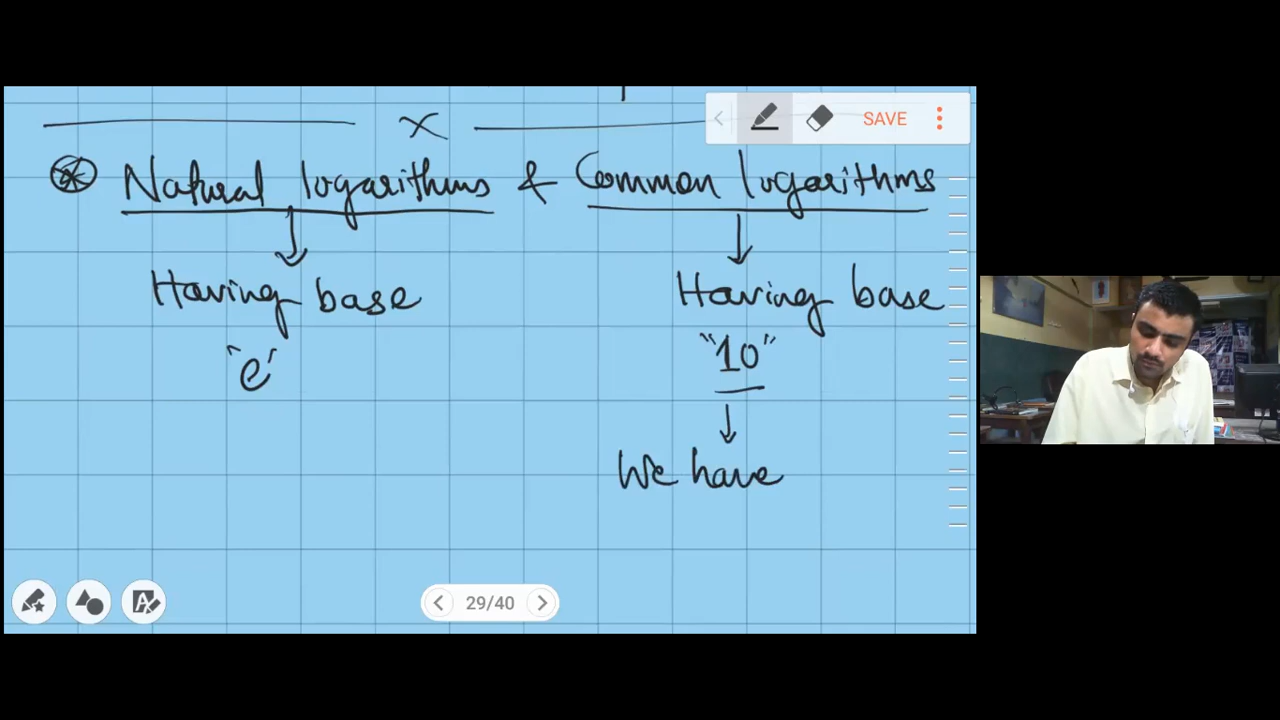 SAVE
x
* Natural logarithms & Common logarithms
Having base
"e"
Having base
"10"
We have
29/40